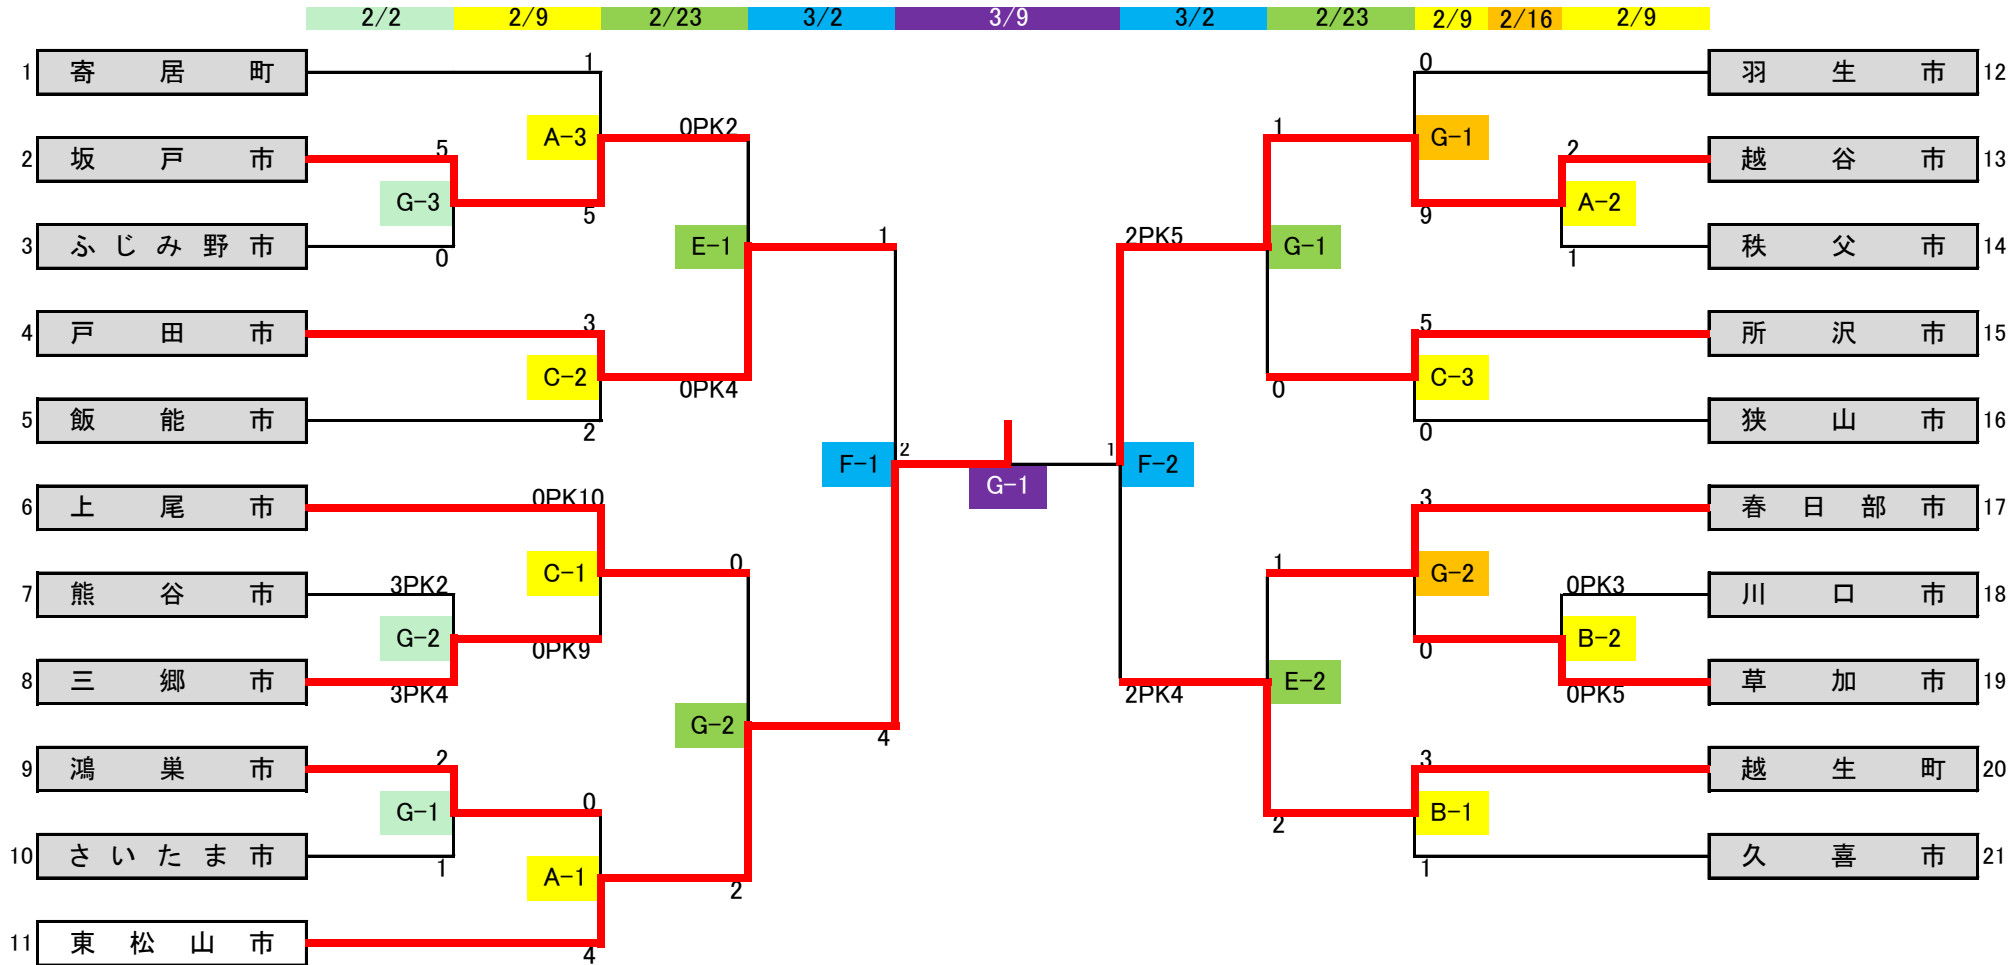 2/2 2/9 2/23 3/2 3/9 3/2 2/23 2/9 2/16 2/9
1 寄居町 1 0 羽生市 12
A-3 0PK2 1 G-1
2 坂戸市 5 2 越谷市 13
G-3 5 9 A-2
3 ふじみ野市 0 E-1 1 2PK5 G-1 1 秩父市 14
4 戸田市 3 5 所沢市 15
C-2 0PK4 0 C-3
5 飯能市 2 0 狭山市 16
F-1 2 G-1 1 F-2
6 上尾市 0PK10 3 春日部市 17
C-1 0 1 G-2
7 熊谷市 3PK2 0PK3 川口市 18
G-2 0PK9 0 B-2
8 三郷市 3PK4 2PK4 E-2 0PK5 草加市 19
G-2 4
9 鴻巣市 2 3 越生町 20
G-1 0 2 B-1
10 さいたま市 1 1 久喜市 21
A-1 2
11 東松山市 4